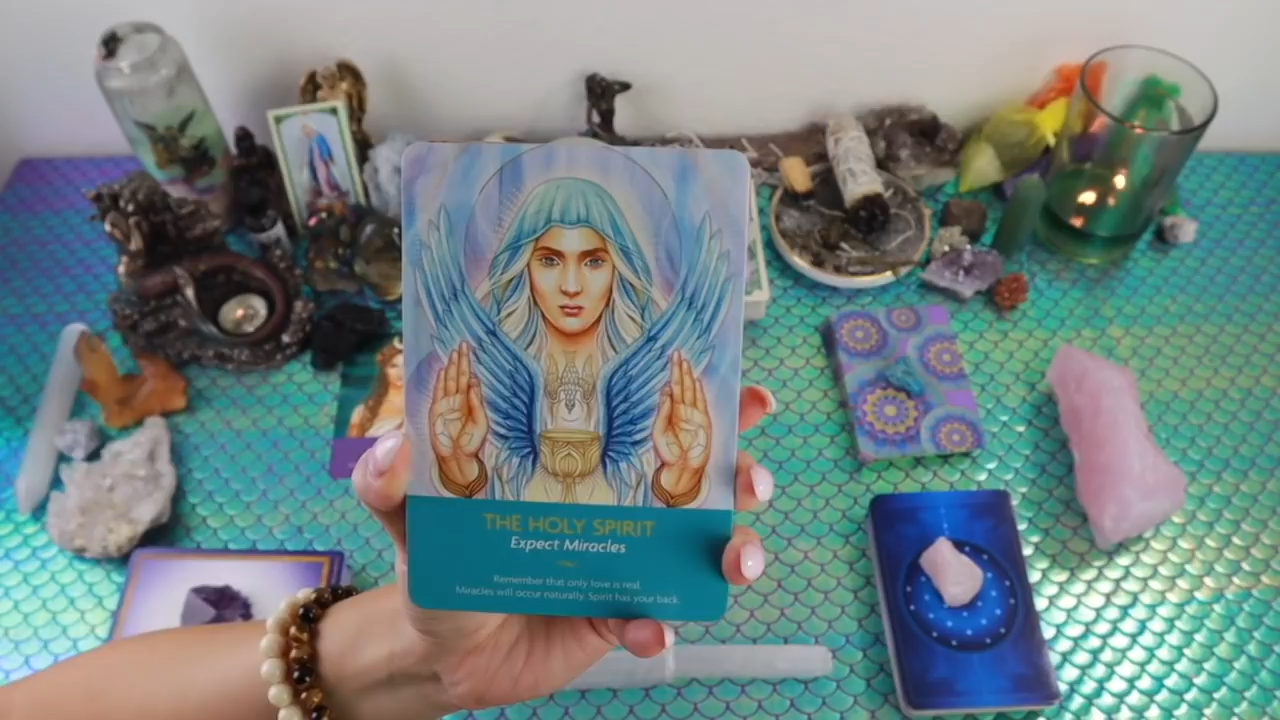 THE HOLY SPIRIT
Expect Miracles
Remember that only love is real.
Miracles will occur naturally. Spirit has your back.